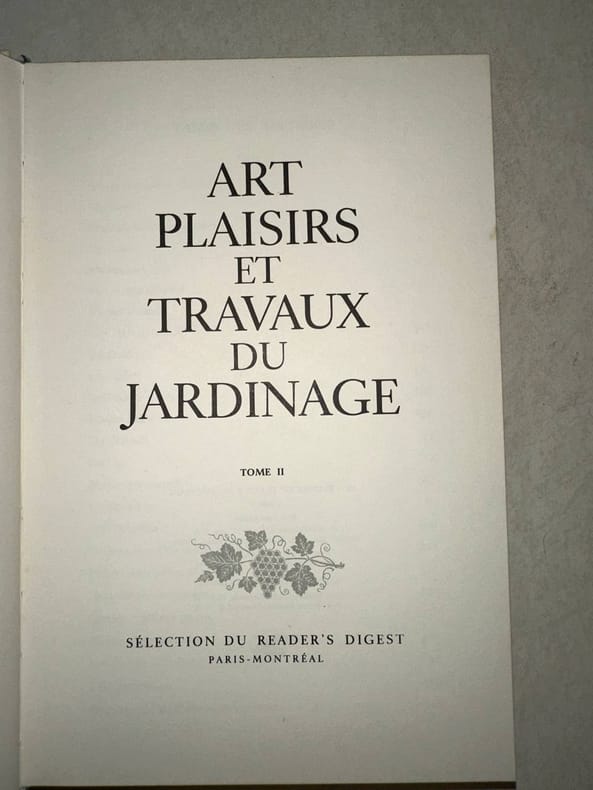 ART
PLAISIRS
ET
TRAVAUX
DU
JARDINAGE
TOME II
SÉLECTION DU READER'S DIGEST
PARIS-MONTRÉAL